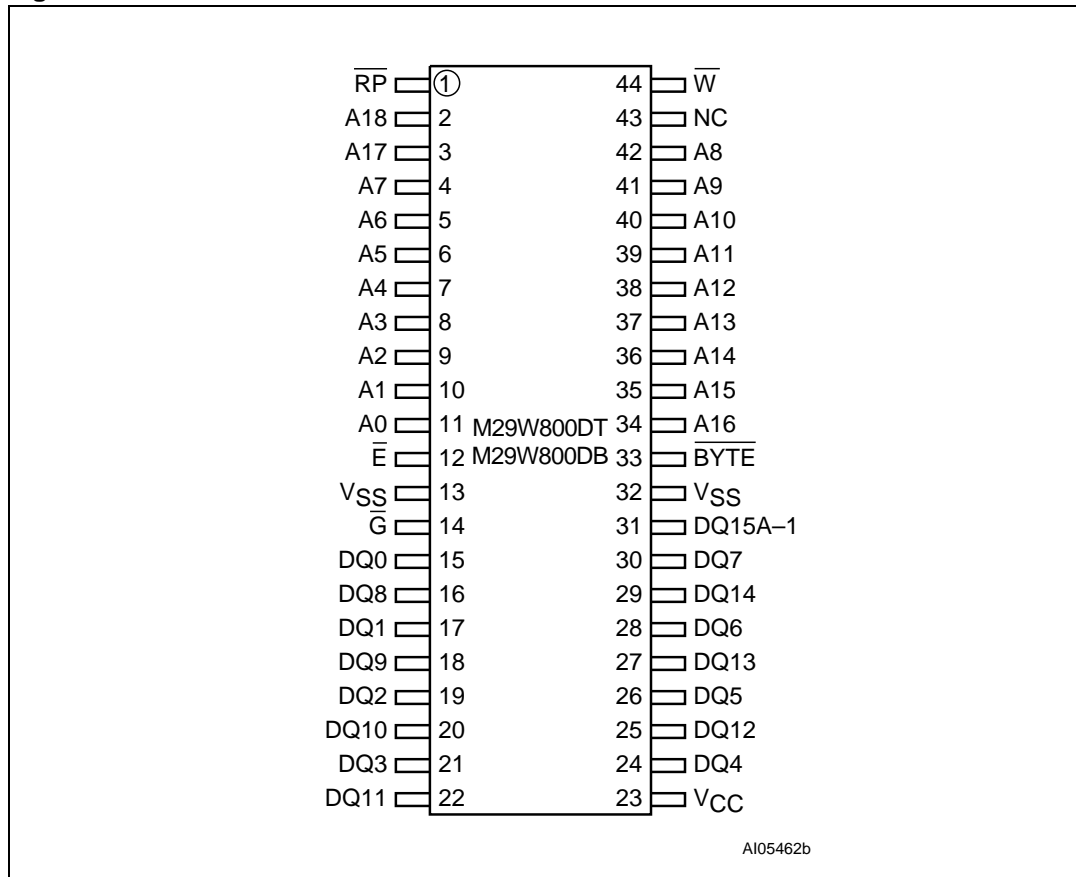 R̅P̅ 1 44 W̅
A18 2 43 NC
A17 3 42 A8
A7 4 41 A9
A6 5 40 A10
A5 6 39 A11
A4 7 38 A12
A3 8 37 A13
A2 9 36 A14
A1 10 35 A15
A0 11 M29W800DT 34 A16
E̅ 12 M29W800DB 33 B̅Y̅T̅E̅
VSS 13 32 VSS
G̅ 14 31 DQ15A–1
DQ0 15 30 DQ7
DQ8 16 29 DQ14
DQ1 17 28 DQ6
DQ9 18 27 DQ13
DQ2 19 26 DQ5
DQ10 20 25 DQ12
DQ3 21 24 DQ4
DQ11 22 23 VCC
AI05462b